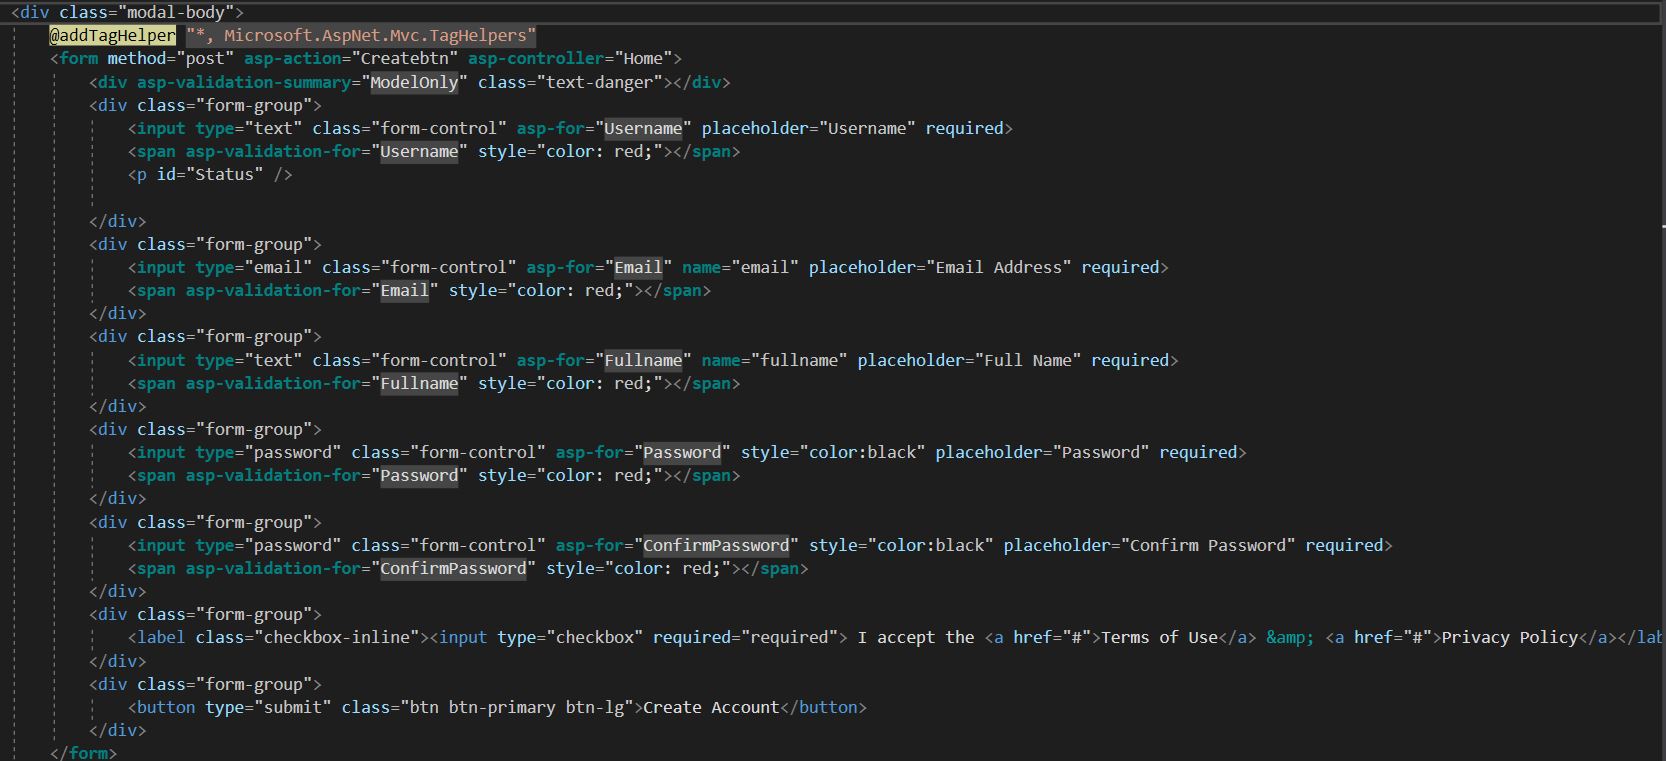 <div class="modal-body">
@addTagHelper "*, Microsoft.AspNet.Mvc.TagHelpers"
<form method="post" asp-action="Createbtn" asp-controller="Home">
<div asp-validation-summary="ModelOnly" class="text-danger"></div>
<div class="form-group">
<input type="text" class="form-control" asp-for="Username" placeholder="Username" required>
<span asp-validation-for="Username" style="color: red;"></span>
<p id="Status" />
</div>
<div class="form-group">
<input type="email" class="form-control" asp-for="Email" name="email" placeholder="Email Address" required>
<span asp-validation-for="Email" style="color: red;"></span>
</div>
<div class="form-group">
<input type="text" class="form-control" asp-for="Fullname" name="fullname" placeholder="Full Name" required>
<span asp-validation-for="Fullname" style="color: red;"></span>
</div>
<div class="form-group">
<input type="password" class="form-control" asp-for="Password" style="color:black" placeholder="Password" required>
<span asp-validation-for="Password" style="color: red;"></span>
</div>
<div class="form-group">
<input type="password" class="form-control" asp-for="ConfirmPassword" style="color:black" placeholder="Confirm Password" required>
<span asp-validation-for="ConfirmPassword" style="color: red;"></span>
</div>
<div class="form-group">
<label class="checkbox-inline"><input type="checkbox" required="required"> I accept the <a href="#">Terms of Use</a> &amp; <a href="#">Privacy Policy</a></lab
</div>
<div class="form-group">
<button type="submit" class="btn btn-primary btn-lg">Create Account</button>
</div>
</form>